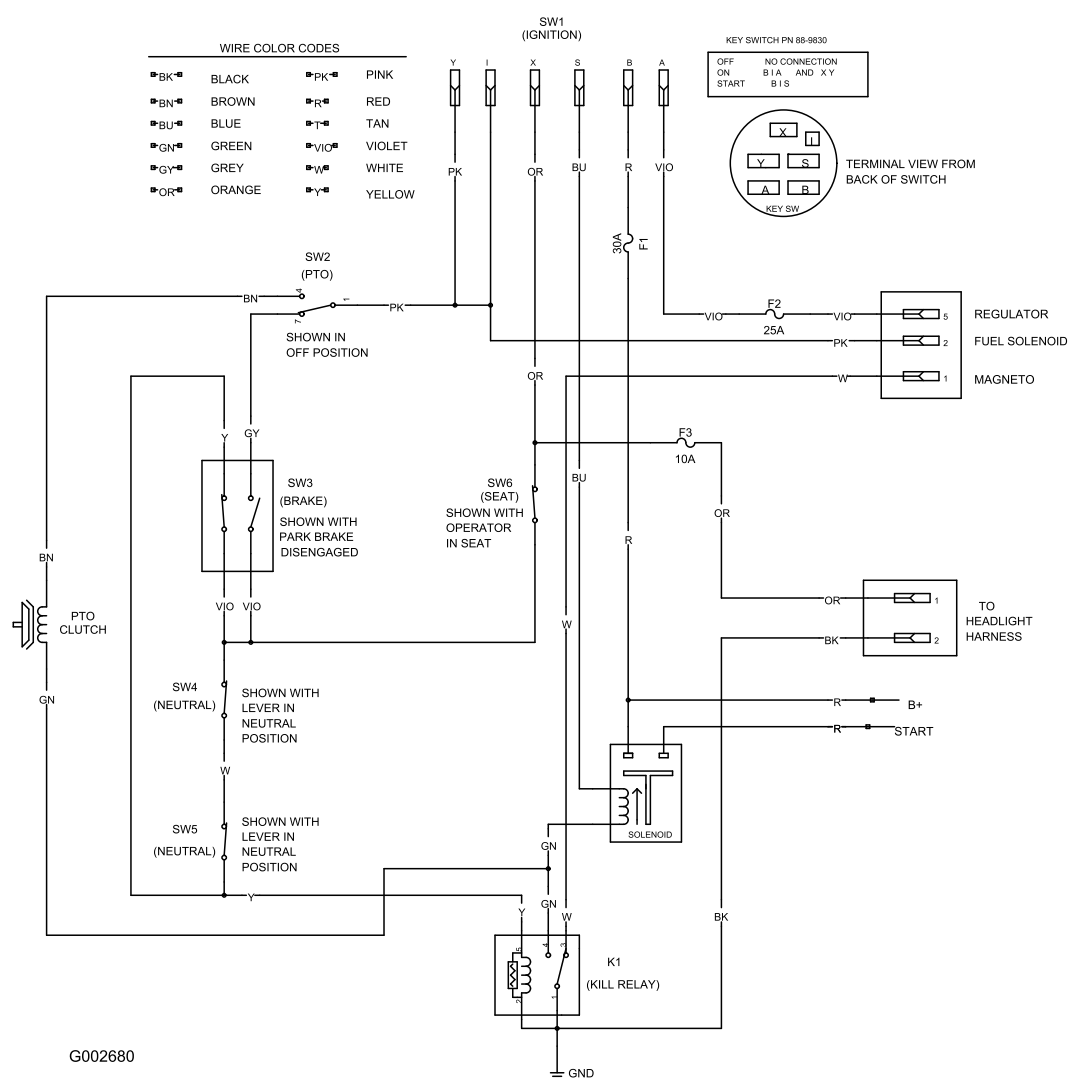 SW1
(IGNITION)
WIRE COLOR CODES
BK BLACK
BN BROWN
BU BLUE
GN GREEN
GY GREY
OR ORANGE
PK PINK
R RED
T TAN
VIO VIOLET
W WHITE
Y YELLOW
Y I X S B A
KEY SWITCH PN 88-9830
OFF NO CONNECTION
ON B I A AND X Y
START B I S
X I
Y S
A B
KEY SW
TERMINAL VIEW FROM
BACK OF SWITCH
PK OR BU R VIO
30A F1
SW2
(PTO)
4
1
7
BN
PK
SHOWN IN
OFF POSITION
VIO
F2
25A
VIO
5 REGULATOR
PK
2 FUEL SOLENOID
W
1 MAGNETO
OR
Y
GY
F3
10A
SW3
(BRAKE)
SHOWN WITH
PARK BRAKE
DISENGAGED
SW6
(SEAT)
SHOWN WITH
OPERATOR
IN SEAT
BU
OR
R
BN
VIO VIO
PTO
CLUTCH
W
OR
1
BK
2
TO
HEADLIGHT
HARNESS
GN
SW4
(NEUTRAL)
SHOWN WITH
LEVER IN
NEUTRAL
POSITION
R
B+
R
START
W
SW5
(NEUTRAL)
SHOWN WITH
LEVER IN
NEUTRAL
POSITION
SOLENOID
GN
Y
GN
Y
W
BK
5
4
3
2
1
K1
(KILL RELAY)
GND
G002680